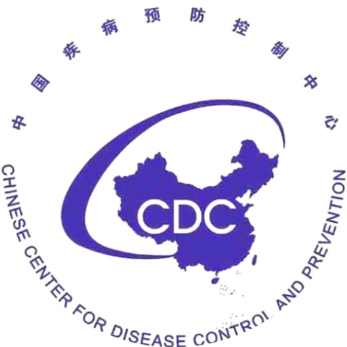 中国疾病预防控制中心
CDC
CHINESE CENTER FOR DISEASE CONTROL AND PREVENTION